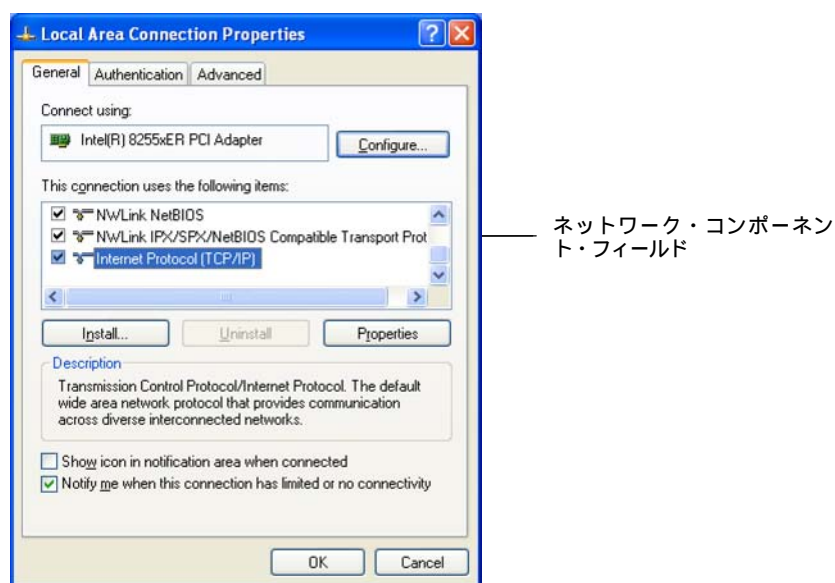 Local Area Connection Properties
General Authentication Advanced
Connect using:
Intel(R) 8255xER PCI Adapter
Configure...
This connection uses the following items:
NWLink NetBIOS
NWLink IPX/SPX/NetBIOS Compatible Transport Prot
Internet Protocol (TCP/IP)
Install... Uninstall Properties
Description
Transmission Control Protocol/Internet Protocol. The default
wide area network protocol that provides communication
across diverse interconnected networks.
Show icon in notification area when connected
Notify me when this connection has limited or no connectivity
OK Cancel
ネットワーク・コンポーネン
ト・フィールド